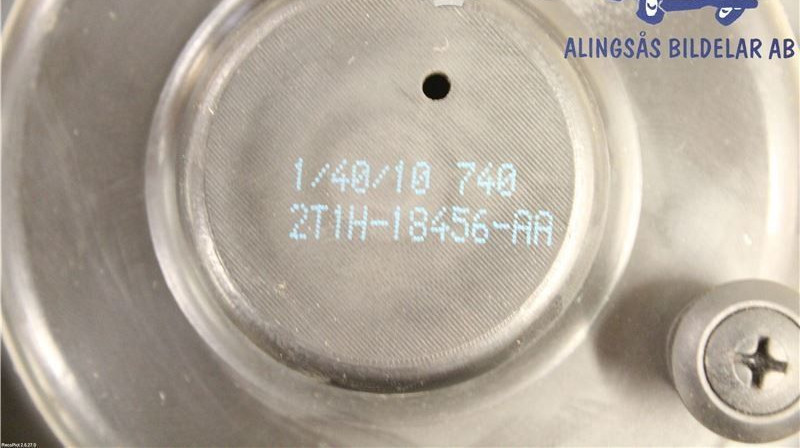 ALINGSÅS BILDELAR AB
1/40/10 740
2T1H-18456-AA